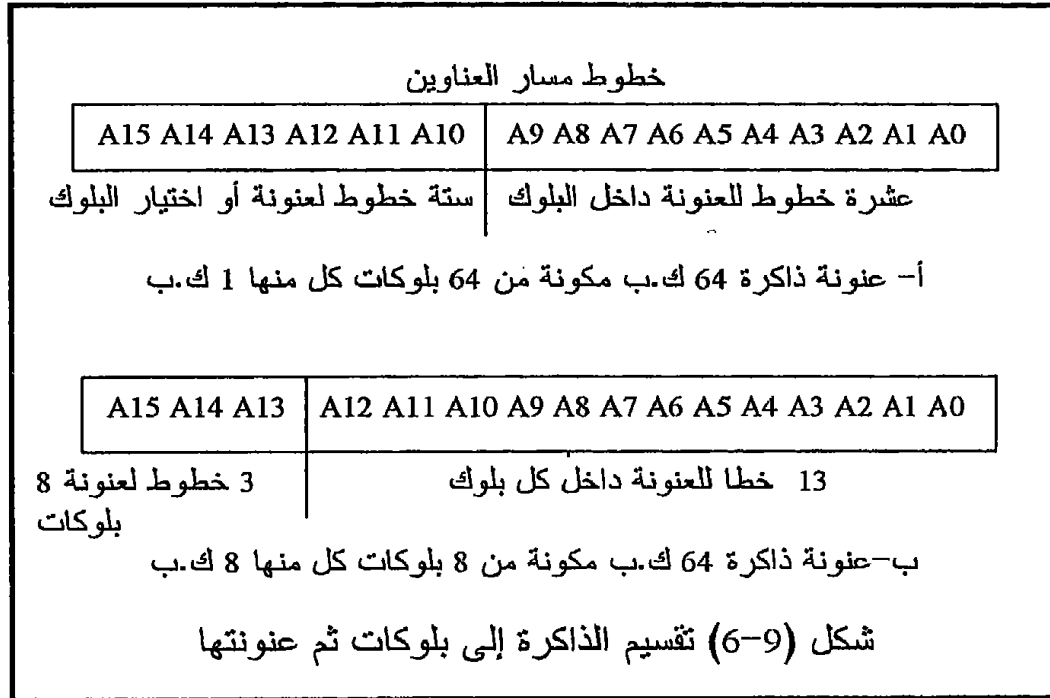 خطوط مسار العناوين
A15 A14 A13 A12 A11 A10 A9 A8 A7 A6 A5 A4 A3 A2 A1 A0
عشرة خطوط للعنونة داخل البلوك ستة خطوط لعنونة أو اختيار البلوك
أ- عنونة ذاكرة 64 ك.ب مكونة من 64 بلوكات كل منها 1 ك.ب
A15 A14 A13 A12 A11 A10 A9 A8 A7 A6 A5 A4 A3 A2 A1 A0
13 خطا للعنونة داخل كل بلوك 3 خطوط لعنونة 8
بلوكات
ب-عنونة ذاكرة 64 ك.ب مكونة من 8 بلوكات كل منها 8 ك.ب
شكل (9-6) تقسيم الذاكرة إلى بلوكات ثم عنونتها